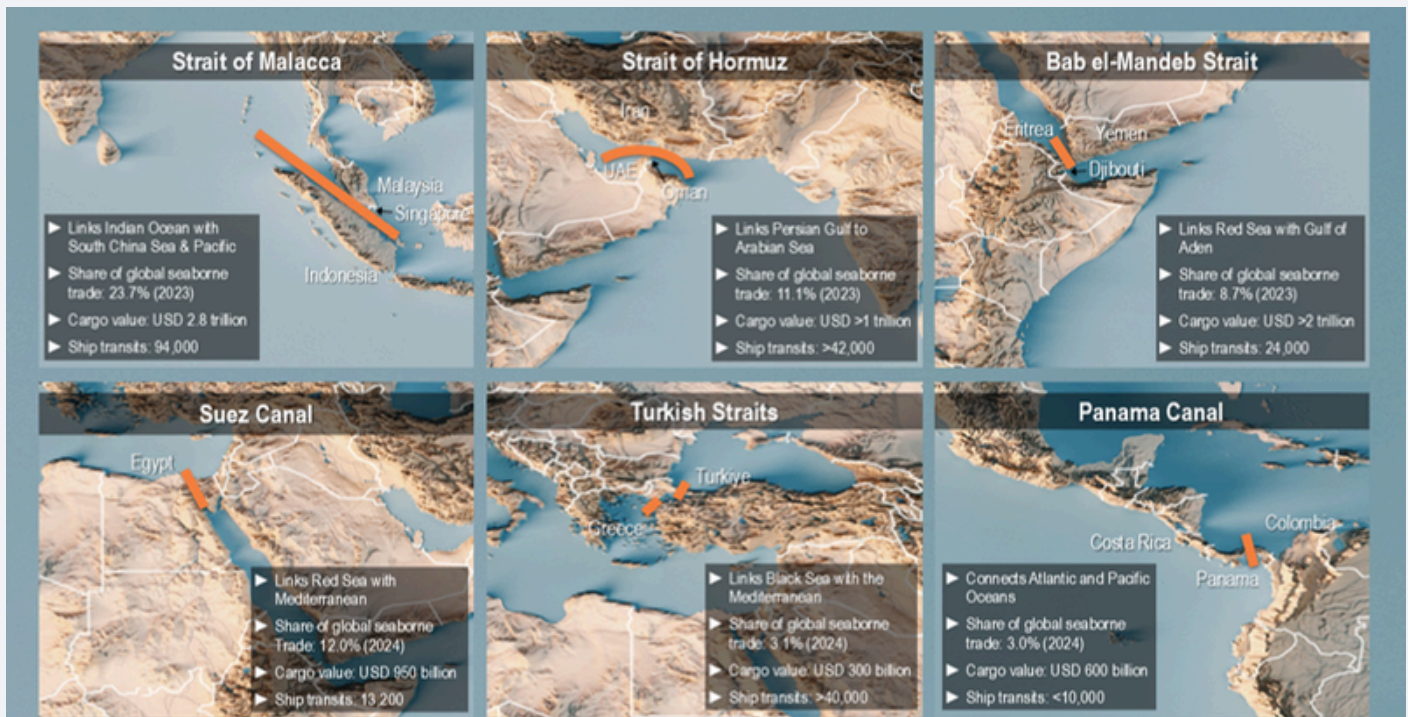 Strait of Malacca
Malaysia
Singapore
Indonesia
► Links Indian Ocean with
South China Sea & Pacific
► Share of global seaborne
trade: 23.7% (2023)
► Cargo value: USD 2.8 trillion
► Ship transits: 94,000
Strait of Hormuz
Iran
UAE
Oman
► Links Persian Gulf to
Arabian Sea
► Share of global seaborne
trade: 11.1% (2023)
► Cargo value: USD >1 trillion
► Ship transits: >42,000
Bab el-Mandeb Strait
Eritrea
Yemen
Djibouti
► Links Red Sea with Gulf of
Aden
► Share of global seaborne
trade: 8.7% (2023)
► Cargo value: USD >2 trillion
► Ship transits: 24,000
Suez Canal
Egypt
► Links Red Sea with
Mediterranean
► Share of global seaborne
Trade: 12.0% (2024)
► Cargo value: USD 950 billion
► Ship transits: 13,200
Turkish Straits
Turkiye
Greece
► Links Black Sea with the
Mediterranean
► Share of global seaborne
trade: 3.1% (2024)
► Cargo value: USD 300 billion
► Ship transits: >40,000
Panama Canal
Colombia
Costa Rica
Panama
► Connects Atlantic and Pacific
Oceans
► Share of global seaborne
trade: 3.0% (2024)
► Cargo value: USD 600 billion
► Ship transits: <10,000